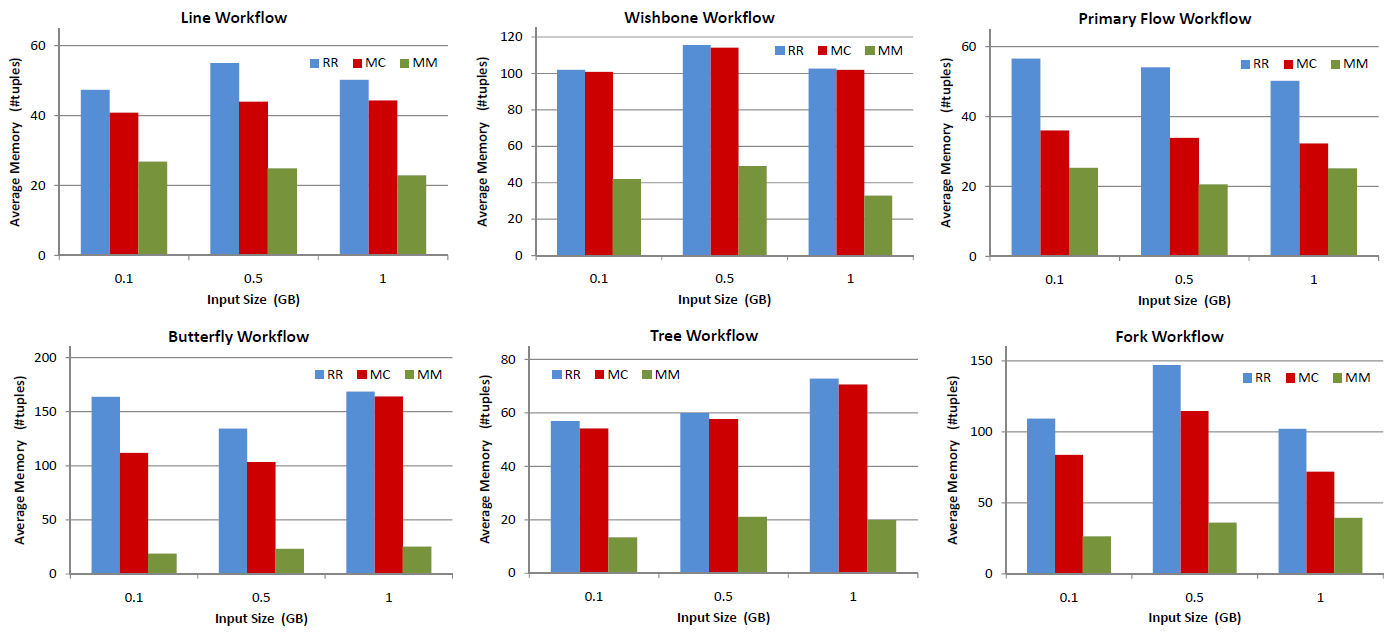 Line Workflow
Average Memory (#tuples)
60
40
20
0
RR MC MM
0.1 0.5 1
Input Size (GB)
Wishbone Workflow
Average Memory (#tuples)
120
100
80
60
40
20
0
RR MC MM
0.1 0.5 1
Input Size (GB)
Primary Flow Workflow
Average Memory (#tuples)
60
40
20
0
RR MC MM
0.1 0.5 1
Input Size (GB)
Butterfly Workflow
Average Memory (#tuples)
200
150
100
50
0
RR MC MM
0.1 0.5 1
Input Size (GB)
Tree Workflow
Average Memory (#tuples)
80
60
40
20
0
RR MC MM
0.1 0.5 1
Input Size (GB)
Fork Workflow
Average Memory (#tuples)
150
100
50
0
RR MC MM
0.1 0.5 1
Input Size (GB)